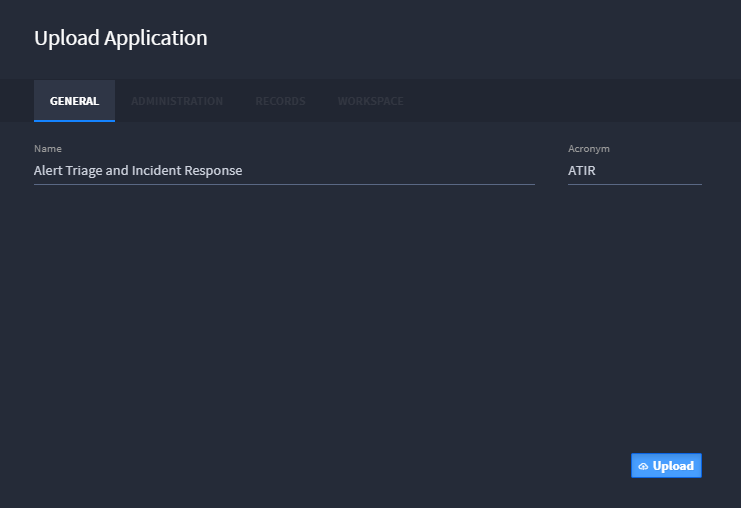 Upload Application
GENERAL ADMINISTRATION RECORDS WORKSPACE
Name Acronym
Alert Triage and Incident Response ATIR
Upload